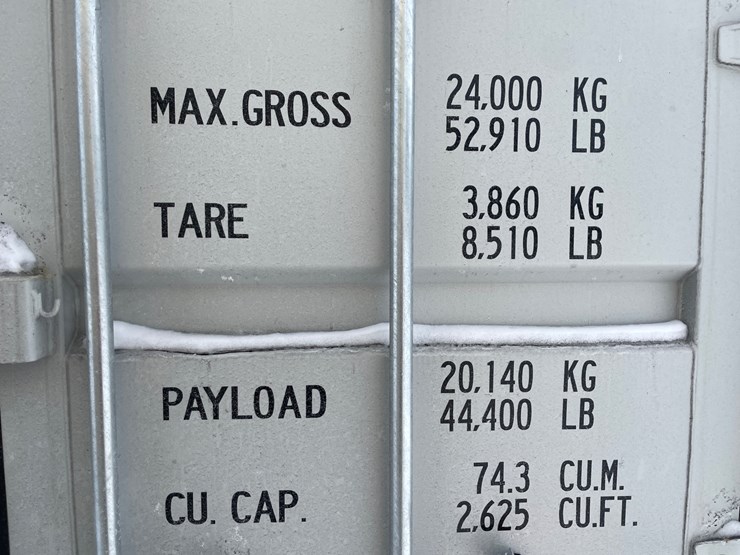 MAX.GROSS 24,000 KG
52,910 LB
TARE 3,860 KG
8,510 LB
PAYLOAD 20,140 KG
44,400 LB
CU. CAP. 74.3 CU.M.
2,625 CU.FT.